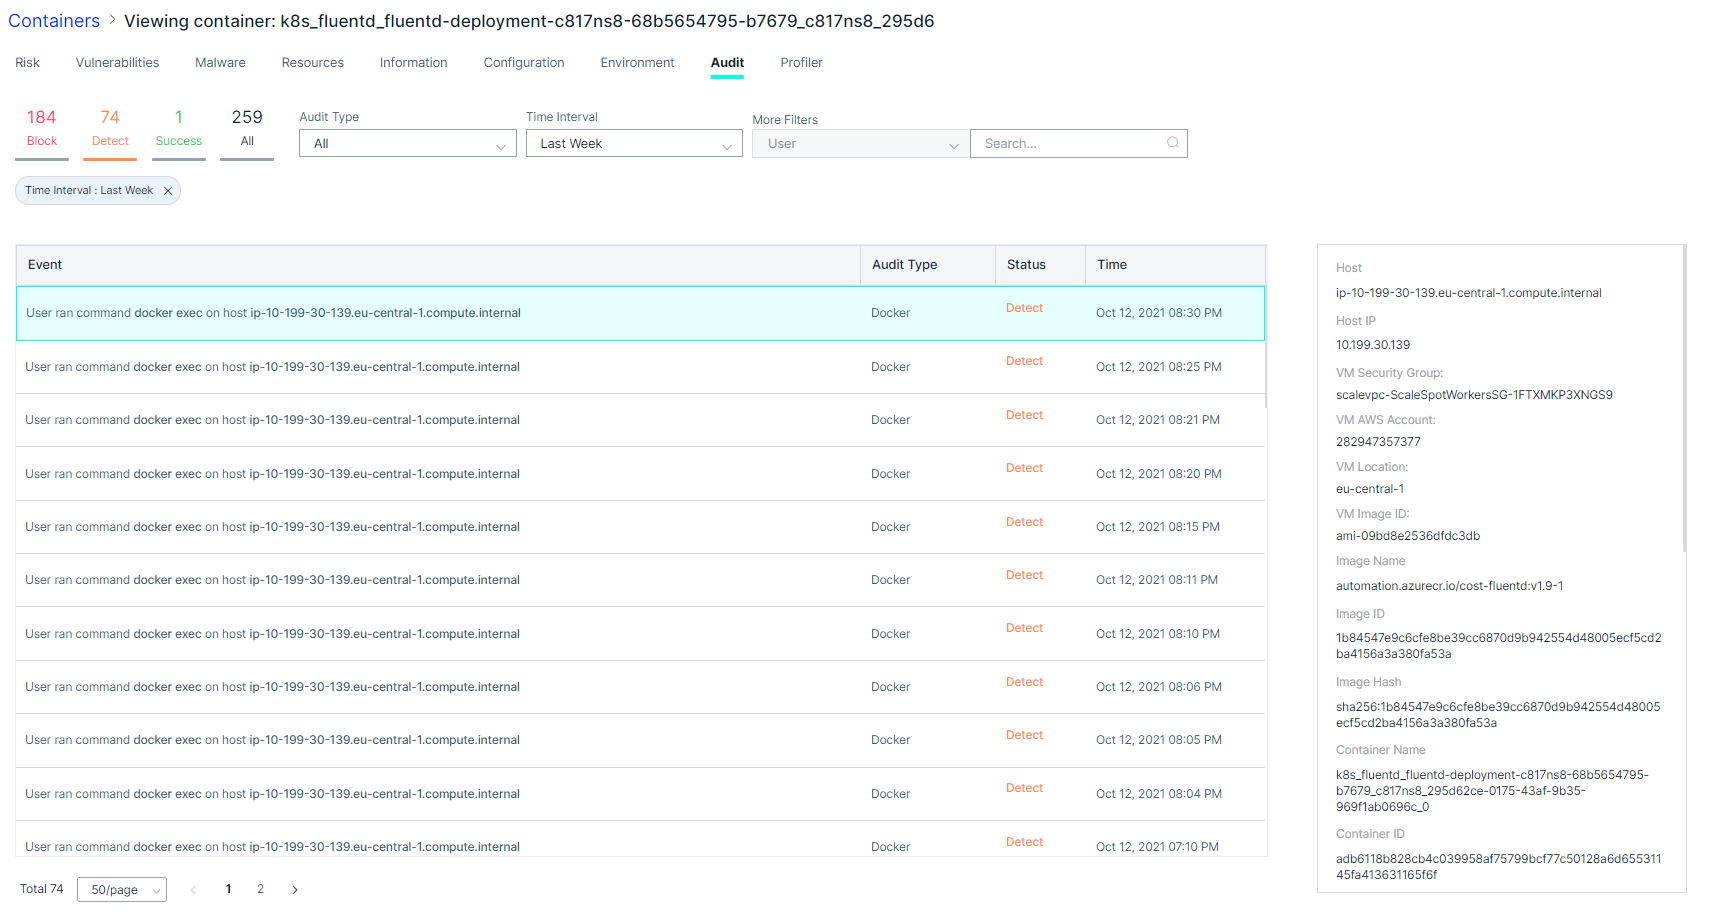 Containers > Viewing container: k8s_fluentd_fluentd-deployment-c817ns8-68b5654795-b7679_c817ns8_295d6
Risk Vulnerabilities Malware Resources Information Configuration Environment Audit Profiler
184 74 1 259
Block Detect Success All
Audit Type Time Interval More Filters
All Last Week User Search...
Time Interval : Last Week ×
Event Audit Type Status Time
User ran command docker exec on host ip-10-199-30-139.eu-central-1.compute.internal Docker Detect Oct 12, 2021 08:30 PM
User ran command docker exec on host ip-10-199-30-139.eu-central-1.compute.internal Docker Detect Oct 12, 2021 08:25 PM
User ran command docker exec on host ip-10-199-30-139.eu-central-1.compute.internal Docker Detect Oct 12, 2021 08:21 PM
User ran command docker exec on host ip-10-199-30-139.eu-central-1.compute.internal Docker Detect Oct 12, 2021 08:20 PM
User ran command docker exec on host ip-10-199-30-139.eu-central-1.compute.internal Docker Detect Oct 12, 2021 08:15 PM
User ran command docker exec on host ip-10-199-30-139.eu-central-1.compute.internal Docker Detect Oct 12, 2021 08:11 PM
User ran command docker exec on host ip-10-199-30-139.eu-central-1.compute.internal Docker Detect Oct 12, 2021 08:10 PM
User ran command docker exec on host ip-10-199-30-139.eu-central-1.compute.internal Docker Detect Oct 12, 2021 08:06 PM
User ran command docker exec on host ip-10-199-30-139.eu-central-1.compute.internal Docker Detect Oct 12, 2021 08:05 PM
User ran command docker exec on host ip-10-199-30-139.eu-central-1.compute.internal Docker Detect Oct 12, 2021 08:04 PM
User ran command docker exec on host ip-10-199-30-139.eu-central-1.compute.internal Docker Detect Oct 12, 2021 07:10 PM
Total 74 50/page < 1 2 >
Host
ip-10-199-30-139.eu-central-1.compute.internal
Host IP
10.199.30.139
VM Security Group:
scalevpc-ScaleSpotWorkersSG-1FTXMKP3XNGS9
VM AWS Account:
282947357377
VM Location:
eu-central-1
VM Image ID:
ami-09bd8e2536dfdc3db
Image Name
automation.azurecr.io/cost-fluentd:v1.9-1
Image ID
1b84547e9c6cfe8be39cc6870d9b942554d48005ecf5cd2
ba4156a3a380fa53a
Image Hash
sha256:1b84547e9c6cfe8be39cc6870d9b942554d48005
ecf5cd2ba4156a3a380fa53a
Container Name
k8s_fluentd_fluentd-deployment-c817ns8-68b5654795-
b7679_c817ns8_295d62ce-0175-43af-9b35-
969f1ab0696c_0
Container ID
adb6118b828cb4c039958af75799bcf77c50128a6d655311
45fa413631165f6f